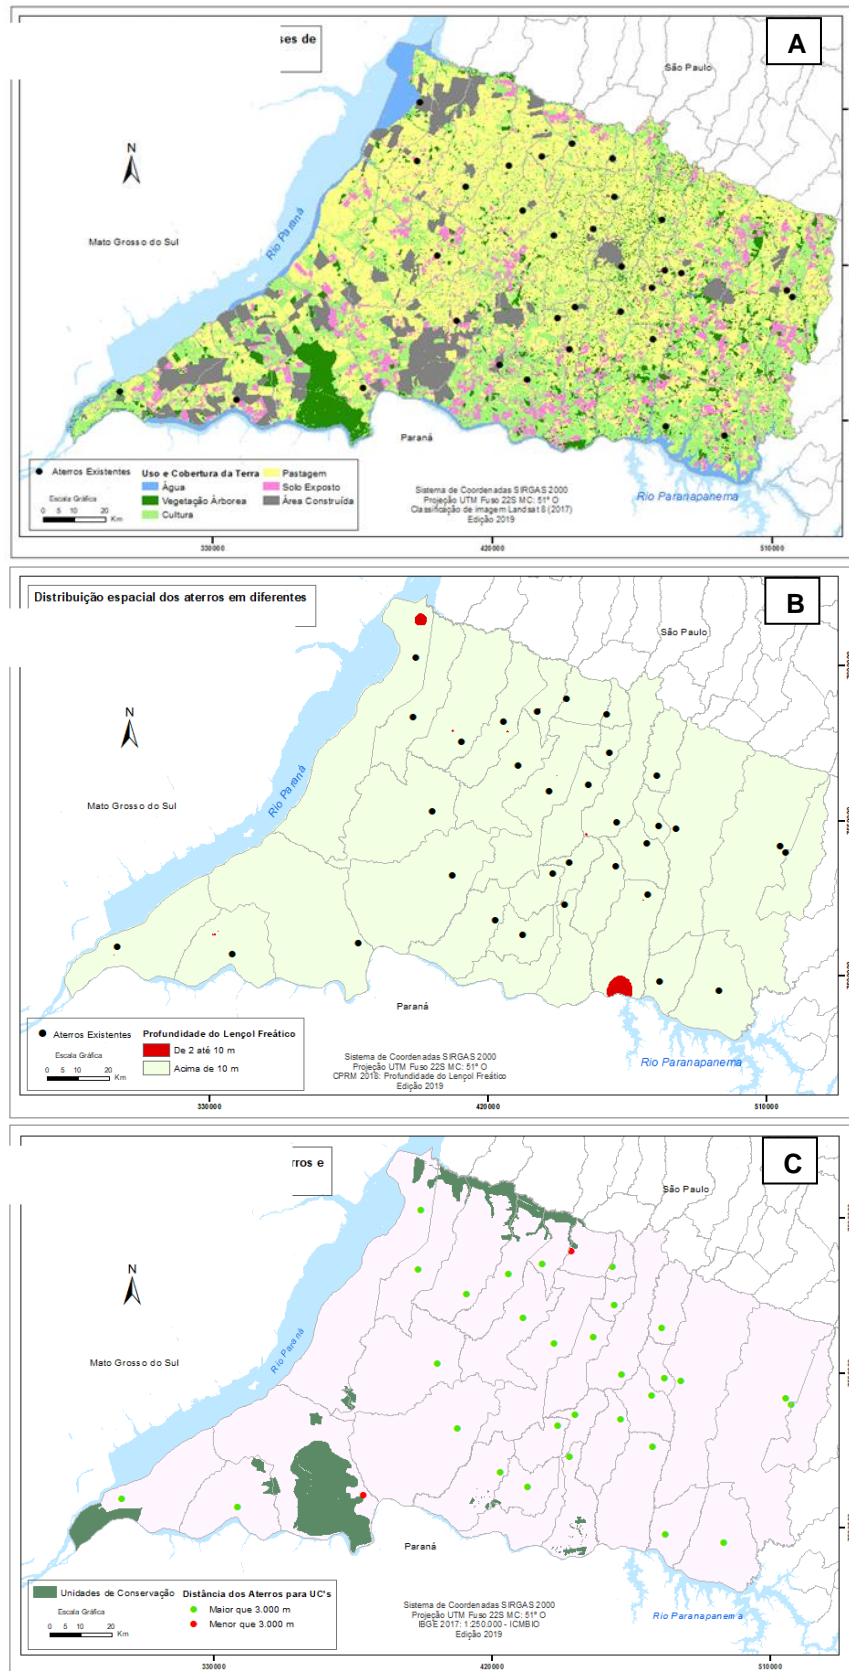 ses de
A
São Paulo
N
Mato Grosso do Sul
Rio Paraná
Paraná
Aterros Existentes
Uso e Cobertura da Terra
Água
Vegetação Árborea
Cultura
Pastagem
Solo Exposto
Área Construída
Escala Gráfica
0 5 10 20
Km
Sistema de Coordenadas SIRGAS 2000
Projeção UTM Fuso 22S MC: 51º O
Classificação de imagem Landsat 8 (2017)
Edição 2019
Rio Paranapanema
330000 420000 510000
Distribuição espacial dos aterros em diferentes
B
São Paulo
N
Mato Grosso do Sul
Rio Paraná
Paraná
Aterros Existentes
Profundidade do Lençol Freático
De 2 até 10 m
Acima de 10 m
Escala Gráfica
0 5 10 20
Km
Sistema de Coordenadas SIRGAS 2000
Projeção UTM Fuso 22S MC: 51º O
CPRM 2018: Profundidade do Lençol Freático
Edição 2019
Rio Paranapanema
330000 420000 510000
rros e
C
São Paulo
N
Mato Grosso do Sul
Rio Paraná
Paraná
Unidades de Conservação
Distância dos Aterros para UC's
Maior que 3.000 m
Menor que 3.000 m
Escala Gráfica
0 5 10 20
Km
Sistema de Coordenadas SIRGAS 2000
Projeção UTM Fuso 22S MC: 51º O
IBGE 2017: 1:250.000 - ICMBIO
Edição 2019
Rio Paranapanema
330000 420000 510000